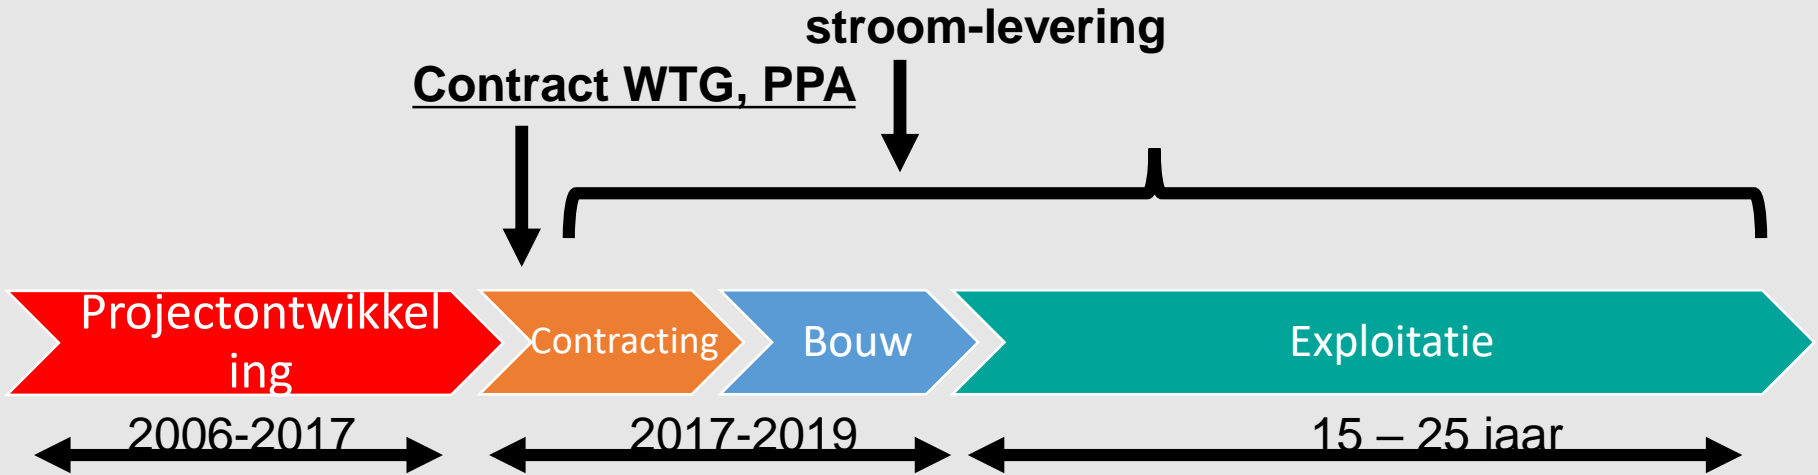 stroom-levering
Contract WTG, PPA
Projectontwikkel
ing
Contracting
Bouw
Exploitatie
2006-2017
2017-2019
15 – 25 jaar